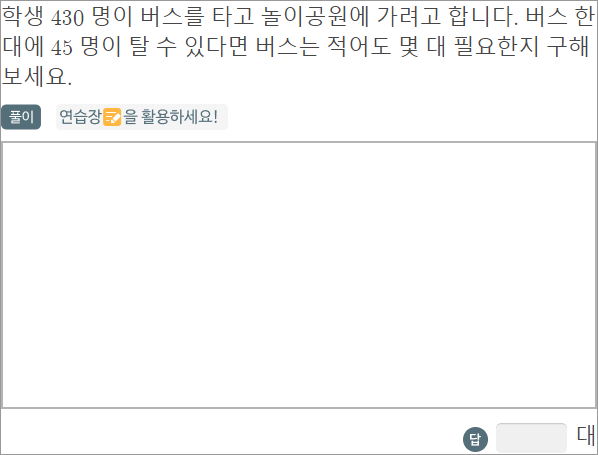 학생 430 명이 버스를 타고 놀이공원에 가려고 합니다. 버스 한
대에 45 명이 탈 수 있다면 버스는 적어도 몇 대 필요한지 구해
보세요.
풀이 연습장을 활용하세요!
답 대